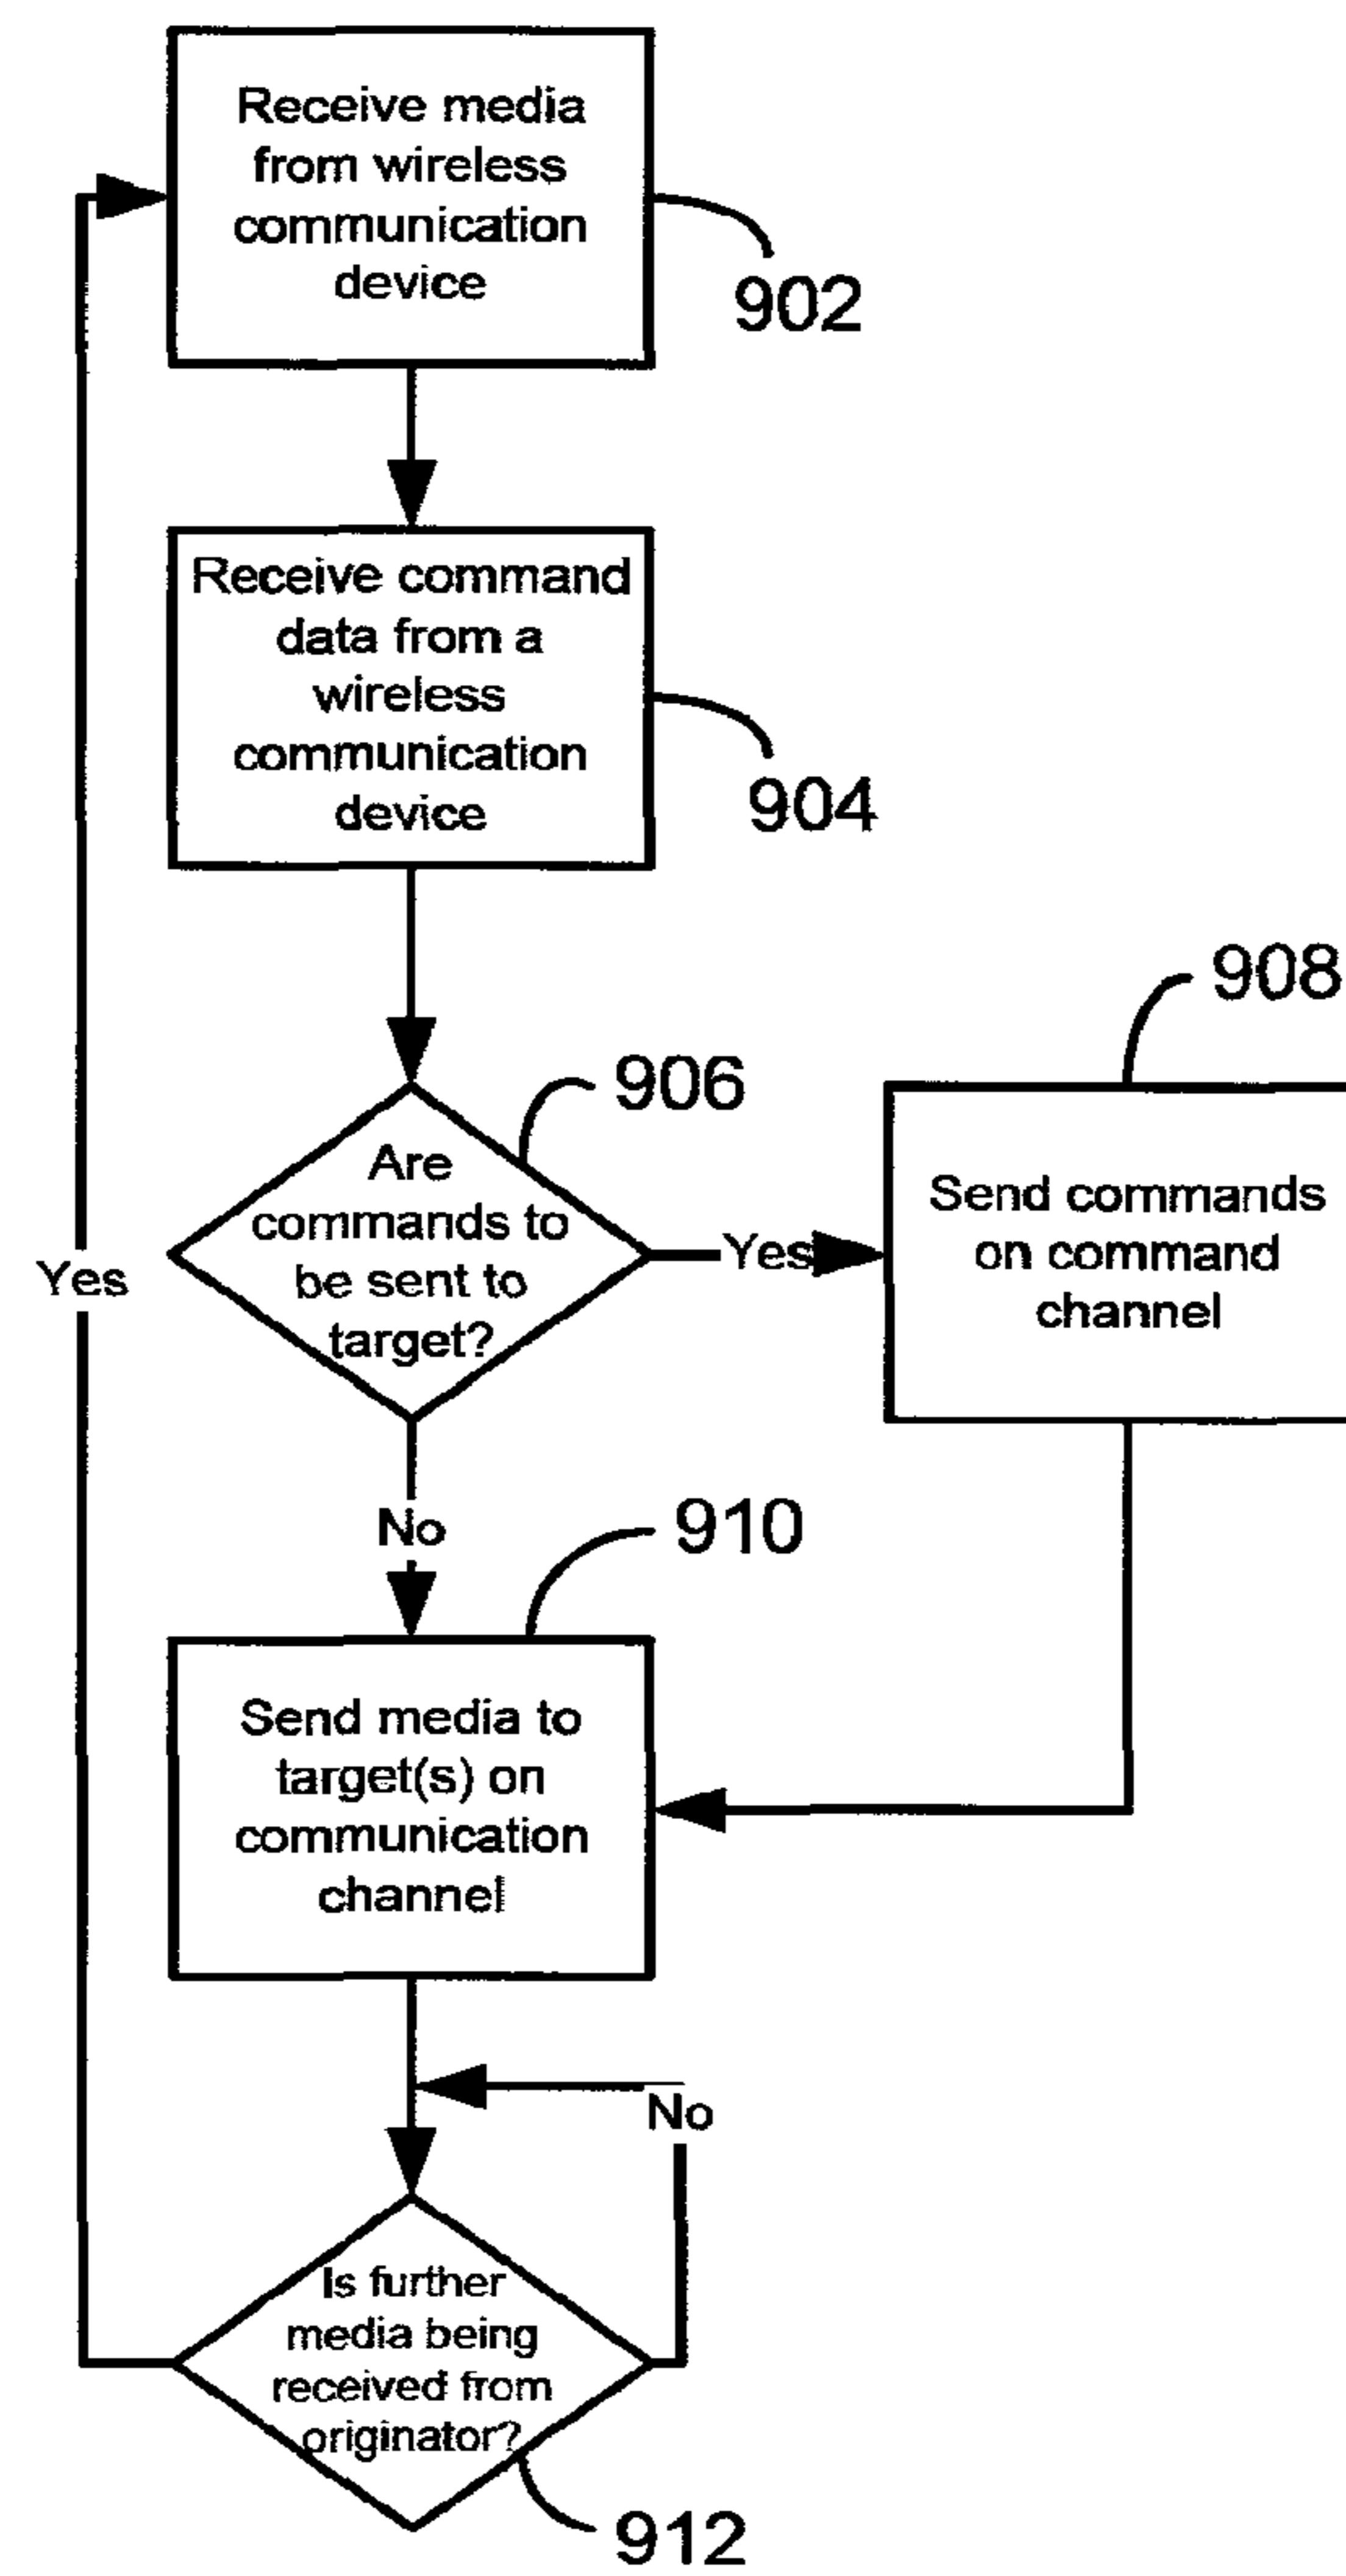 Receive media
from wireless
communication
device
902
Receive command
data from a
wireless
communication
device
904
906
Are
commands to
be sent to
target?
Yes
908
Send commands
on command
channel
Yes
No
910
Send media to
target(s) on
communication
channel
No
Is further
media being
received from
originator?
912